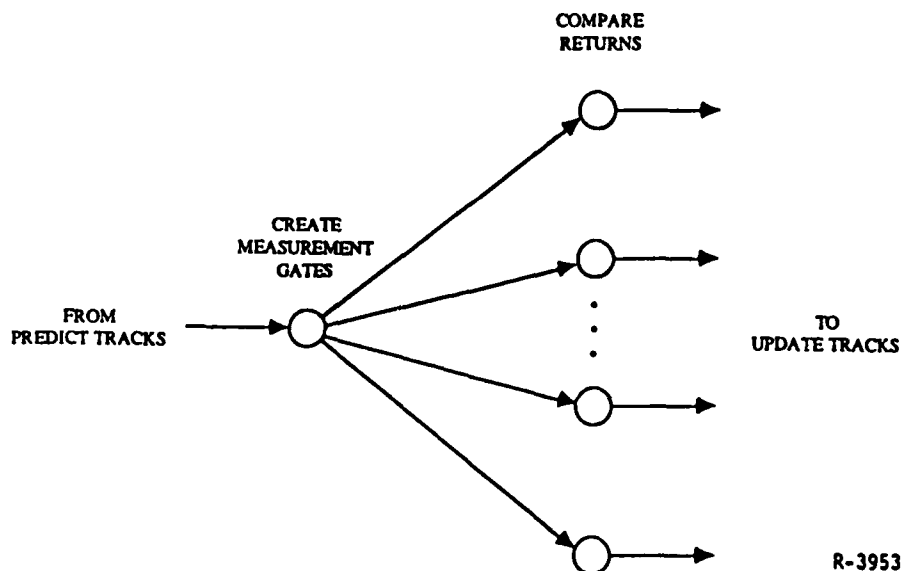 COMPARE
RETURNS
CREATE
MEASUREMENT
GATES
FROM
PREDICT TRACKS
TO
UPDATE TRACKS
R-3953